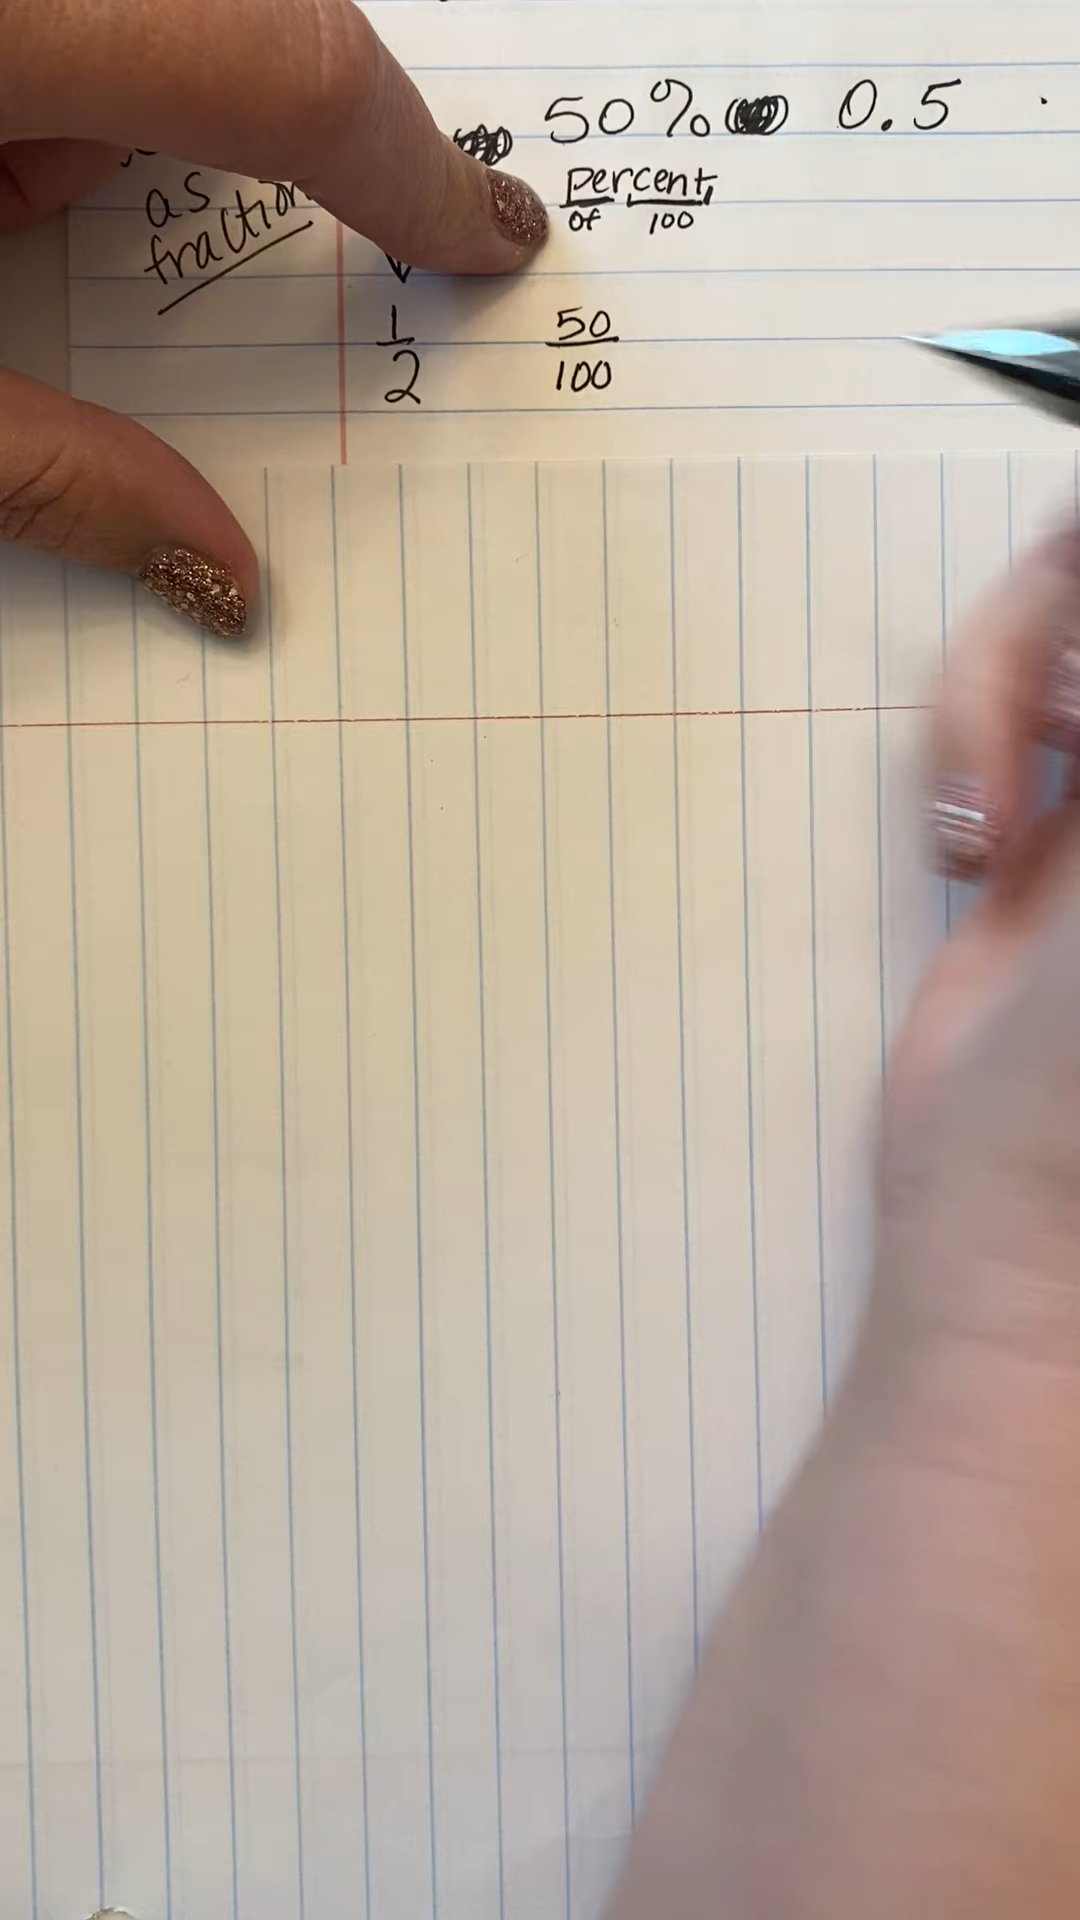 50% 0.5
percent
of 100
as
fraction
1/2 50/100